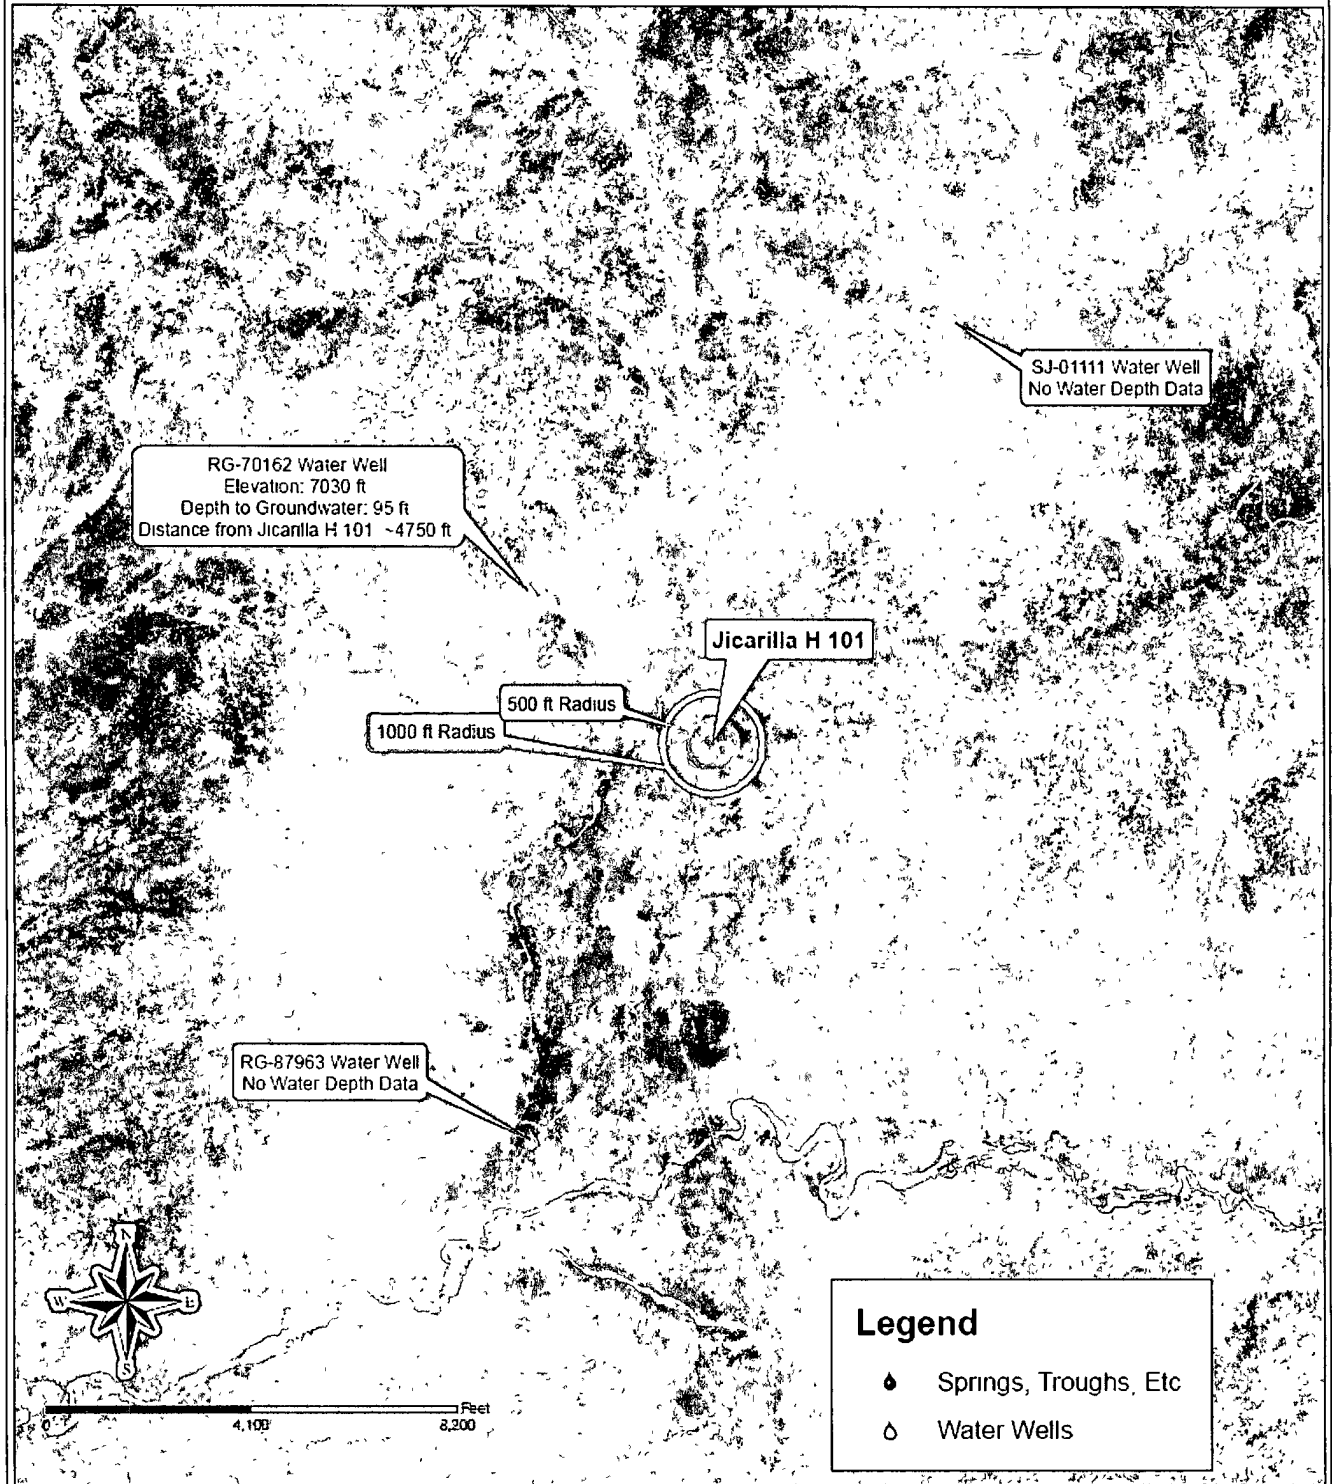 SJ-01111 Water Well
No Water Depth Data
RG-70162 Water Well
Elevation: 7030 ft
Depth to Groundwater: 95 ft
Distance from Jicarilla H 101 ~4750 ft
Jicarilla H 101
500 ft Radius
1000 ft Radius
RG-87963 Water Well
No Water Depth Data
N
W E
S
Feet
0 4,100 8,200
Legend
Springs, Troughs, Etc
Water Wells